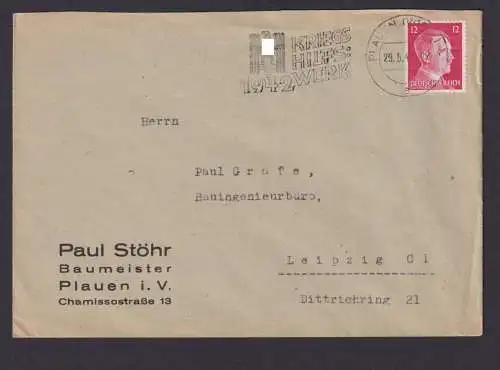 KRIEGS
HILFS:
1942 WERK
PLAUEN
29.5.4
12 12
DEUTSCHES REICH
Herrn
Paul Grafe,
Bauingenieurbüro,
Leipzig C1
Dittrichring 21
Paul Stöhr
Baumeister
Plauen i. V.
Chamissostraße 13